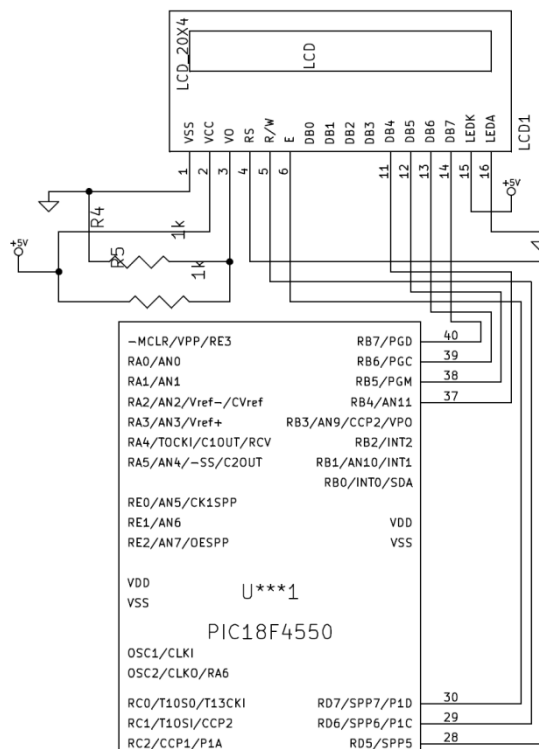 LCD_20X4
LCD
LCD1
VSS
VCC
VO
RS
R/W
E
DB0
DB1
DB2
DB3
DB4
DB5
DB6
DB7
LEDK
LEDA
1
2
3
4
5
6
11
12
13
14
15
16
+5V
R4
1k
+5V
R5
1k
-MCLR/VPP/RE3
RB7/PGD
40
RA0/AN0
RB6/PGC
39
RA1/AN1
RB5/PGM
38
RA2/AN2/Vref-/CVref
RB4/AN11
37
RA3/AN3/Vref+
RB3/AN9/CCP2/VPO
RA4/TOCKI/C1OUT/RCV
RB2/INT2
RA5/AN4/-SS/C2OUT
RB1/AN10/INT1
RB0/INT0/SDA
RE0/AN5/CK1SPP
RE1/AN6
VDD
RE2/AN7/OESPP
VSS
VDD
VSS
U***1
PIC18F4550
OSC1/CLKI
OSC2/CLKO/RA6
RC0/T1OSO/T13CKI
RD7/SPP7/P1D
30
RC1/T1OSI/CCP2
RD6/SPP6/P1C
29
RC2/CCP1/P1A
RD5/SPP5
28